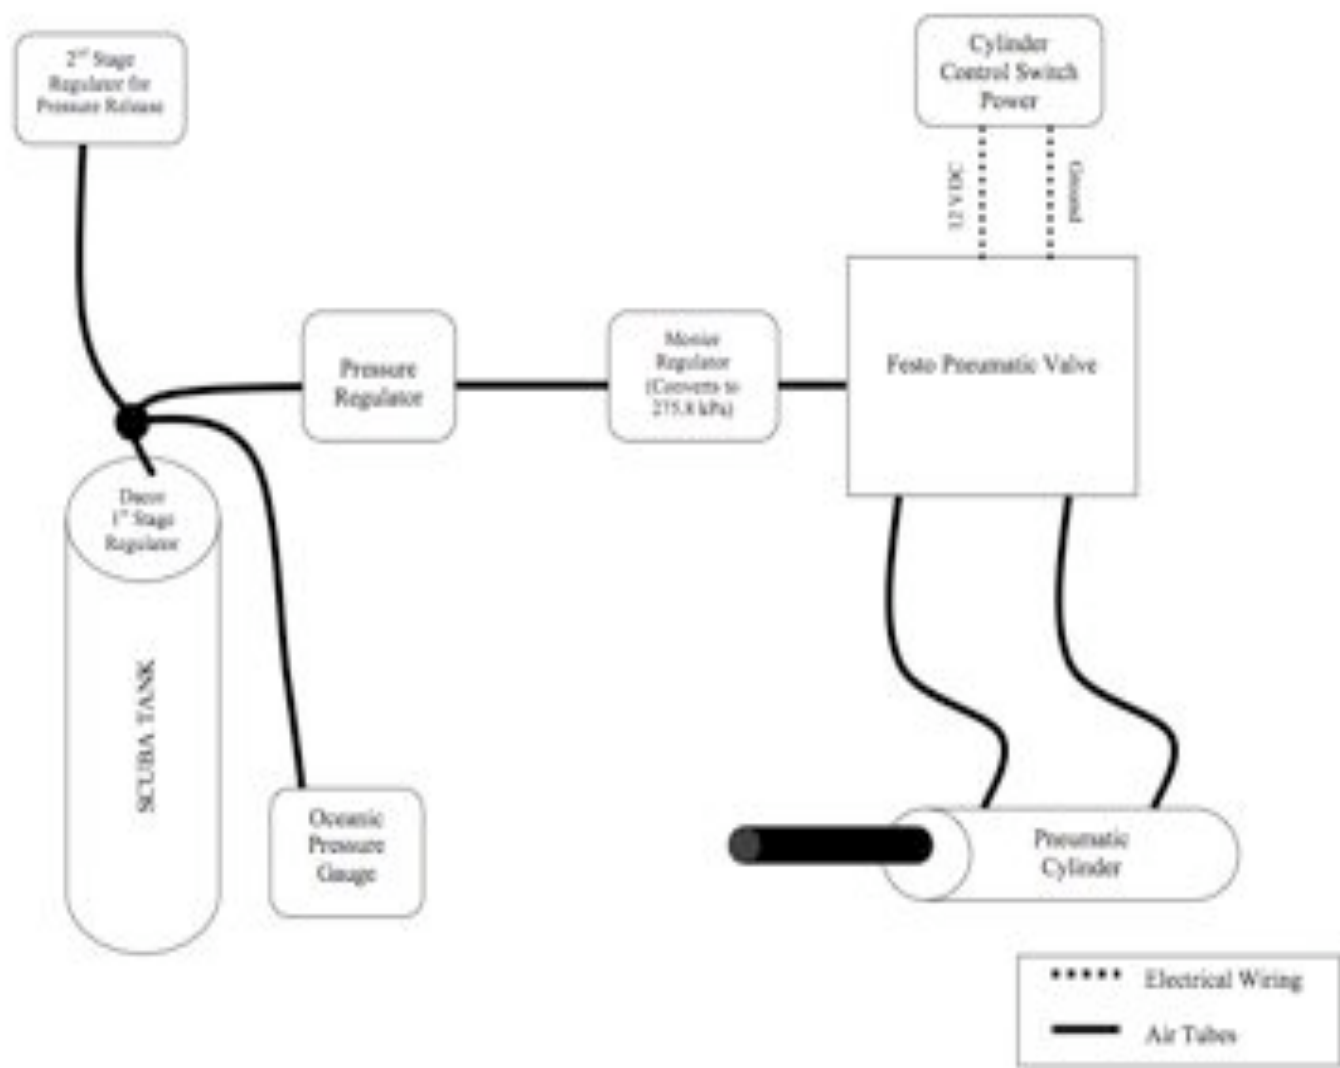 2nd Stage
Regulator for
Pressure Release
Cylinder
Control Switch
Power
12 VDC
Ground
Pressure
Regulator
Regulator
(Converts to
275.8 kPa)
Festo Pneumatic Valve
Dacor
1st Stage
Regulator
SCUBA TANK
Oceanic
Pressure
Gauge
Pneumatic
Cylinder
Electrical Wiring
Air Tubes